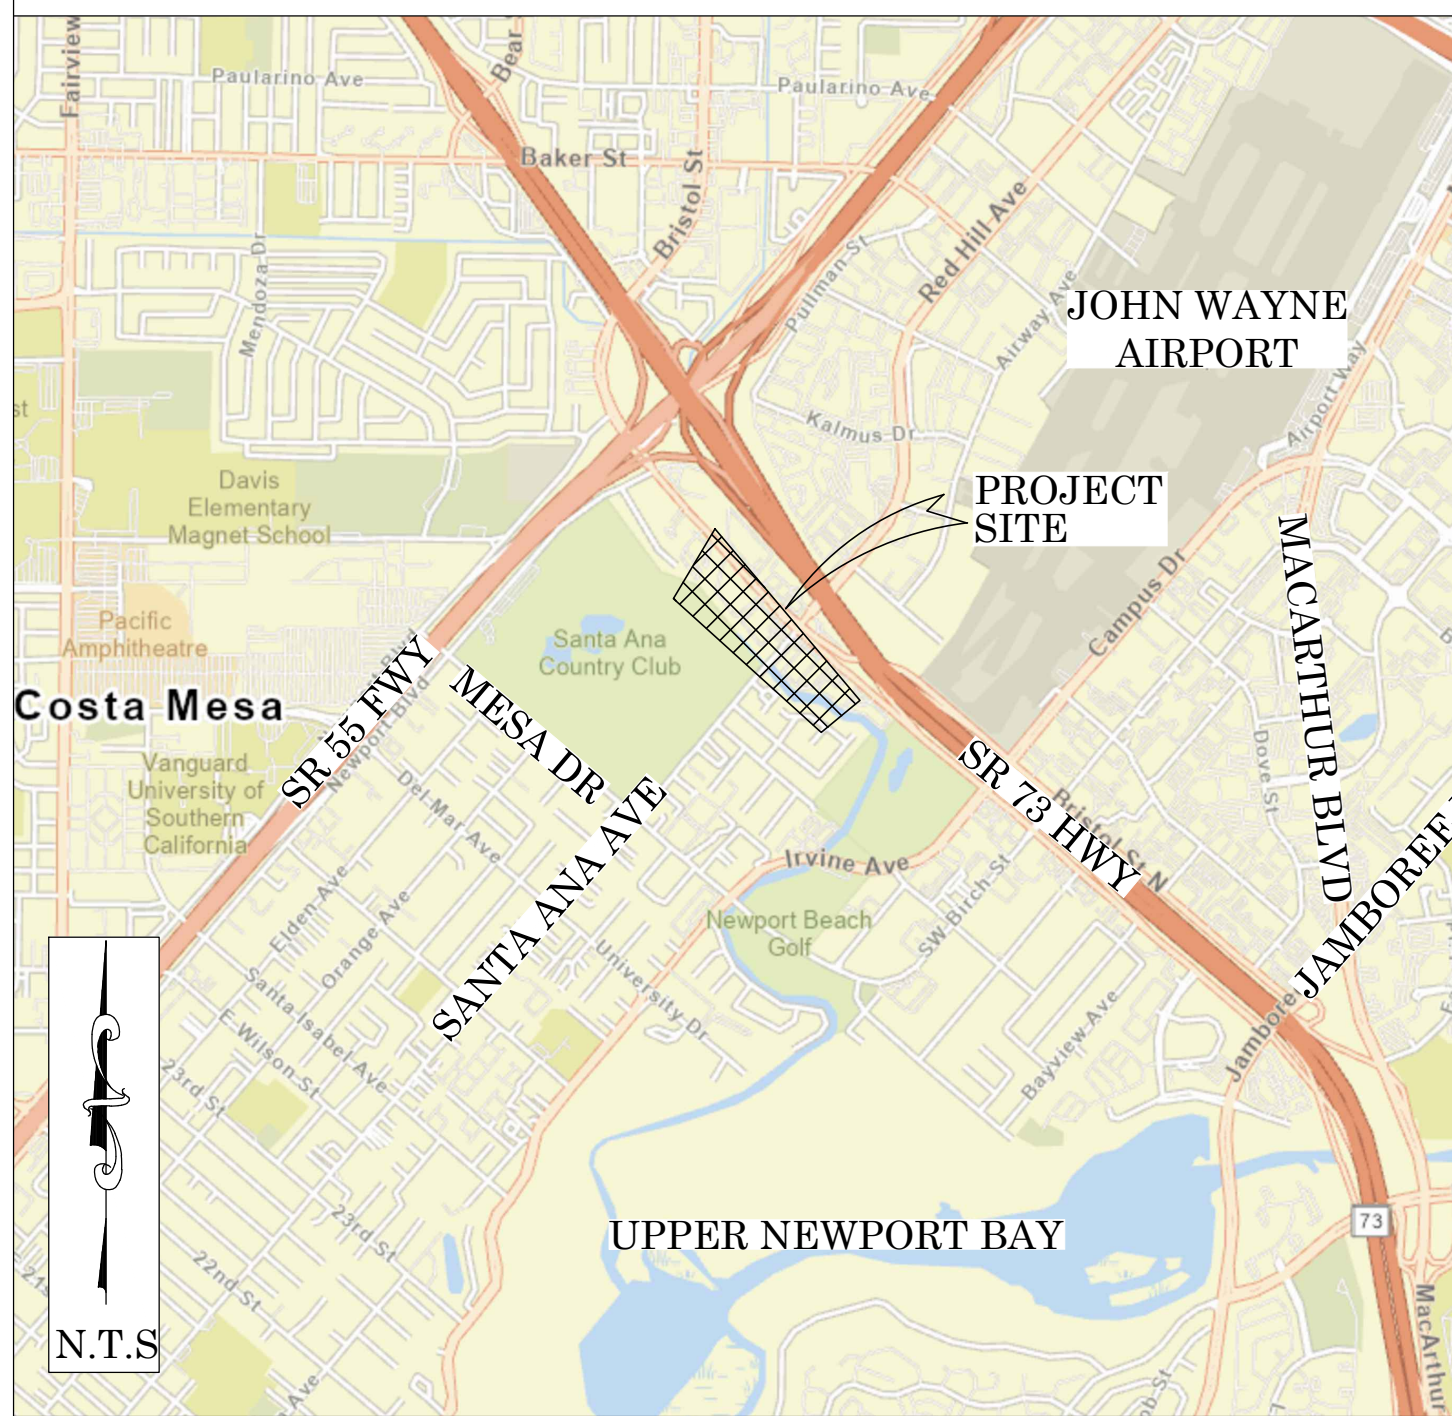 Fairview
Bear
Paularino Ave
Paularino Ave
Baker St
Bristol St
Mendoza Dr
Pullman St
Red Hill Ave
Airway Ave
JOHN WAYNE
AIRPORT
Airport Way
st
Kalmus Dr
Davis
Elementary
Magnet School
PROJECT
SITE
MACARTHUR BLVD
Campus Dr
Pacific
Amphitheatre
Santa Ana
Country Club
Costa Mesa
SR 55 FWY
Newport Blvd
MESA DR
Vanguard
University of
Southern
California
Del Mar Ave
SANTA ANA AVE
SR 73 HWY
Bristol St N
Dove St
JAMBOREE
Irvine Ave
Elden Ave
Orange Ave
Newport Beach
Golf
SW Birch St
University Dr
Santa Isabel Ave
E Wilson St
23rd St
Bayview Ave
Jamboree
23rd St
22nd St
UPPER NEWPORT BAY
73
MacArthur
N.T.S
Ave